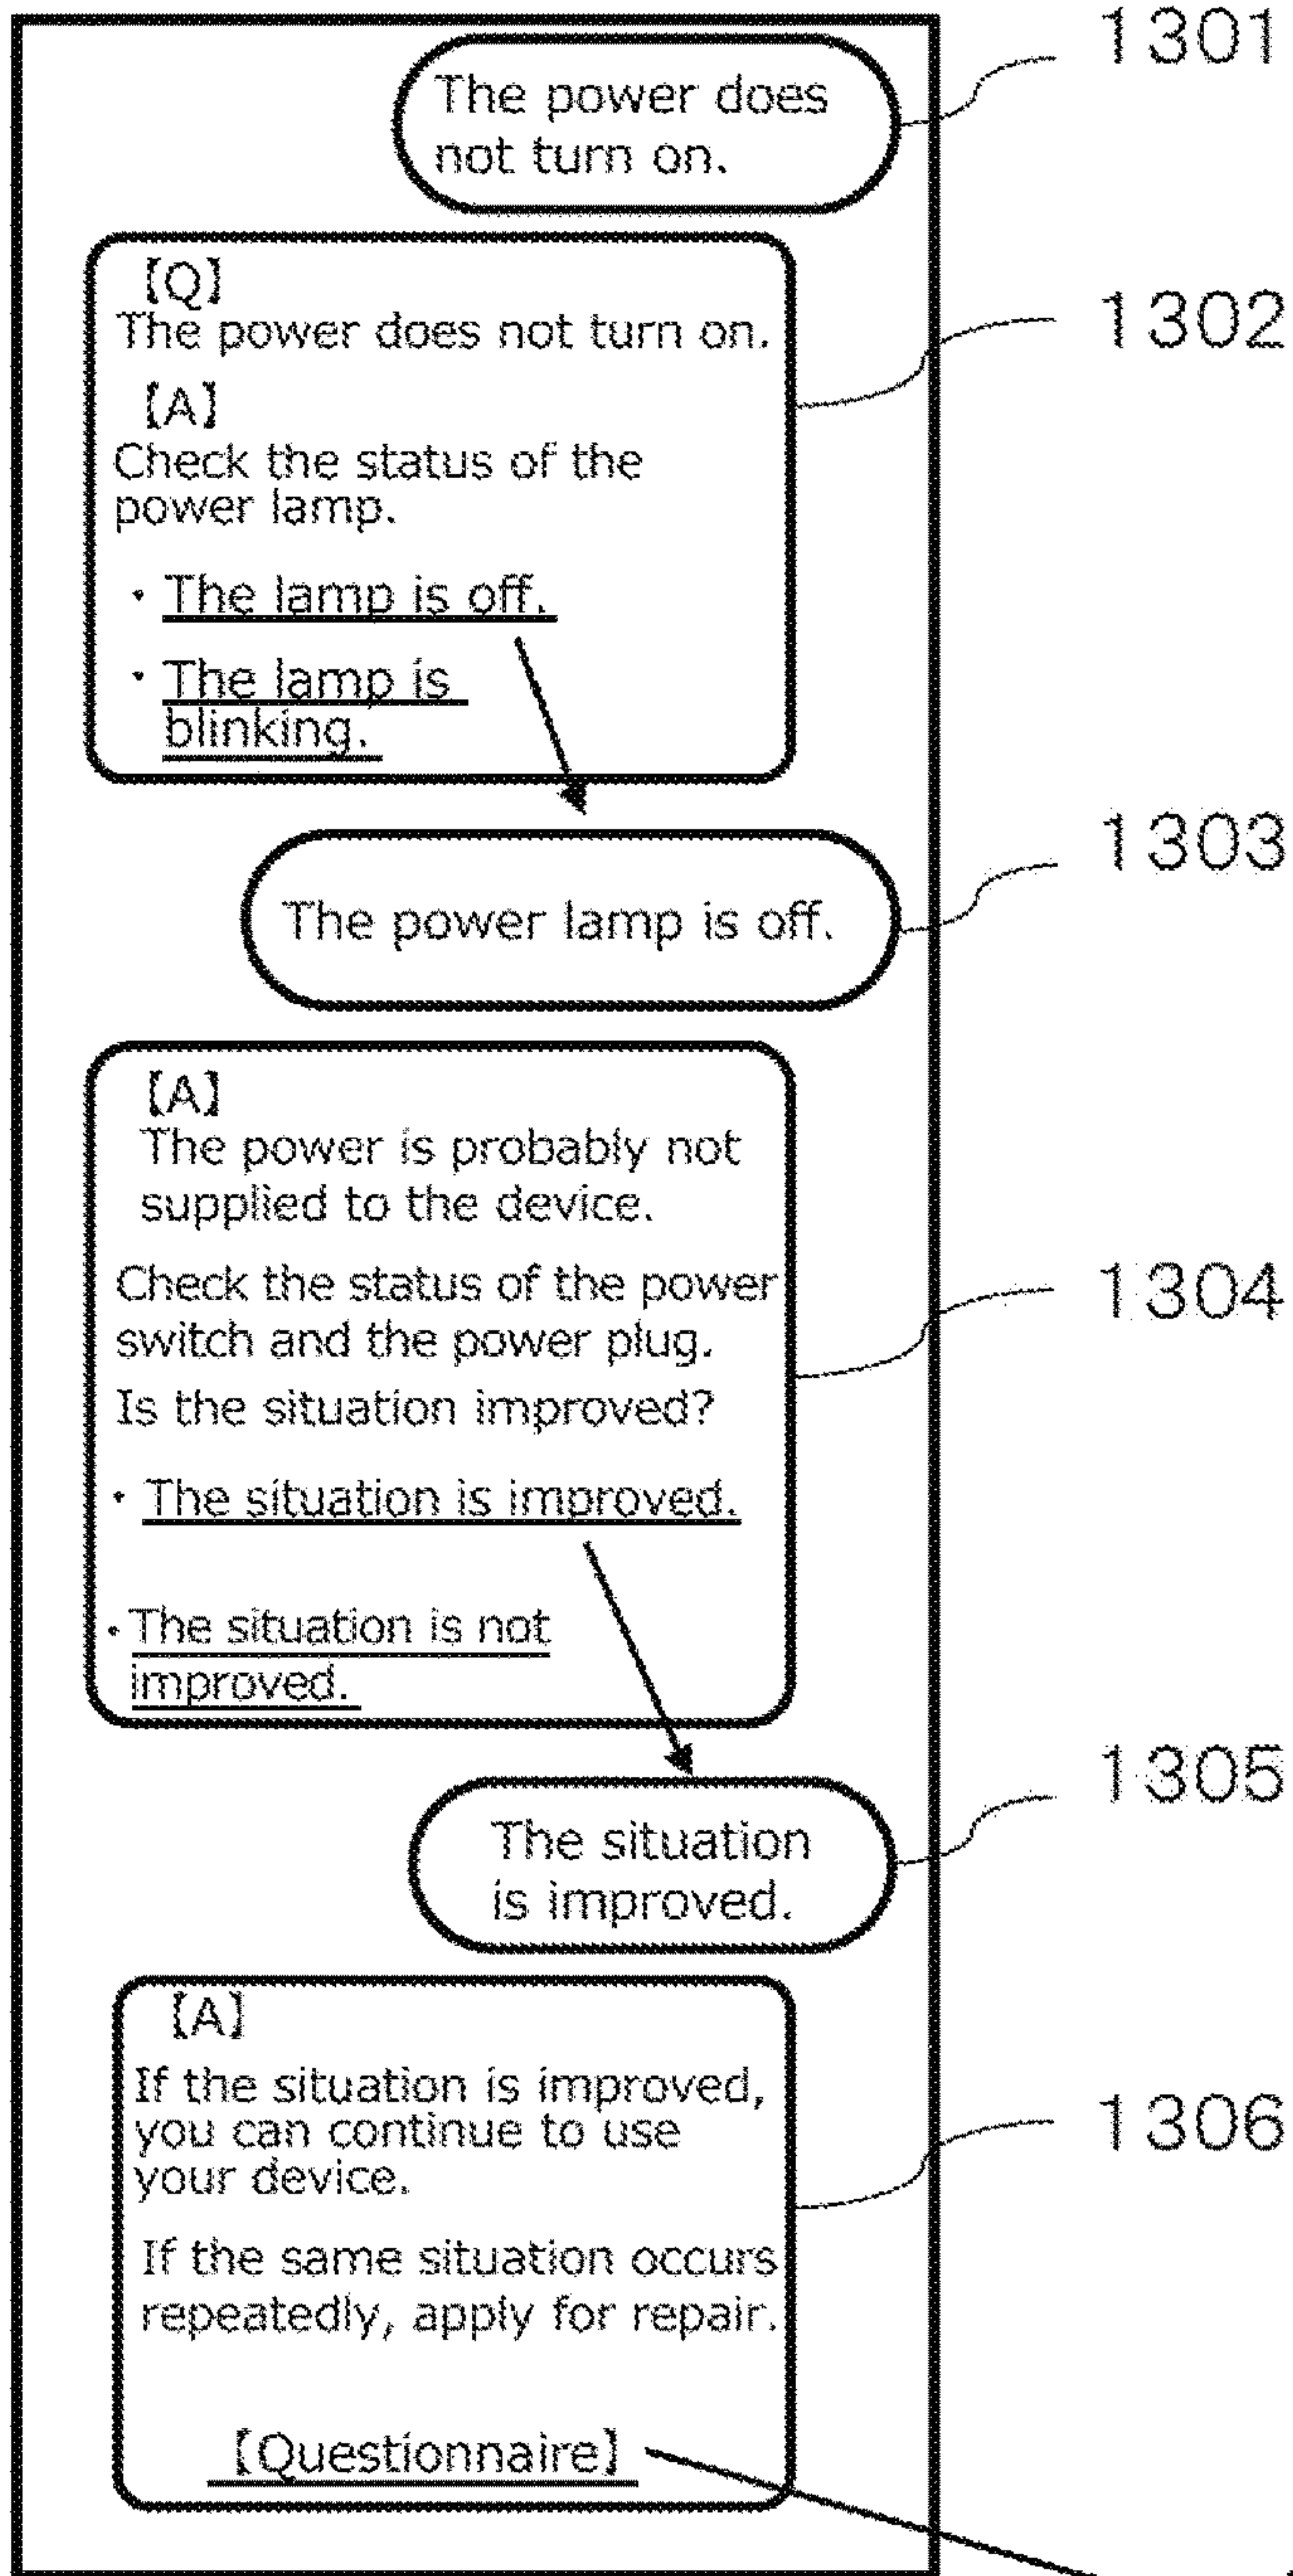 The power does
not turn on.
1301
【Q】
The power does not turn on.
【A】
Check the status of the
power lamp.
· The lamp is off.
· The lamp is
blinking.
1302
The power lamp is off.
1303
【A】
The power is probably not
supplied to the device.
Check the status of the power
switch and the power plug.
Is the situation improved?
· The situation is improved.
· The situation is not
improved.
1304
The situation
is improved.
1305
【A】
If the situation is improved,
you can continue to use
your device.
If the same situation occurs
repeatedly, apply for repair.
【Questionnaire】
1306